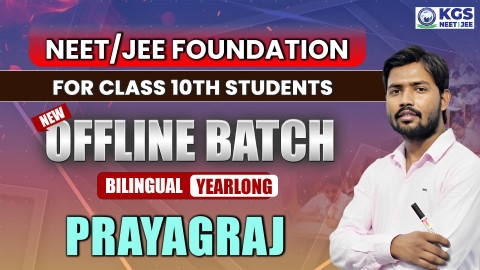 KGS
NEET | JEE
NEET/JEE FOUNDATION
FOR CLASS 10TH STUDENTS
NEW
OFFLINE BATCH
BILINGUAL YEARLONG
PRAYAGRAJ